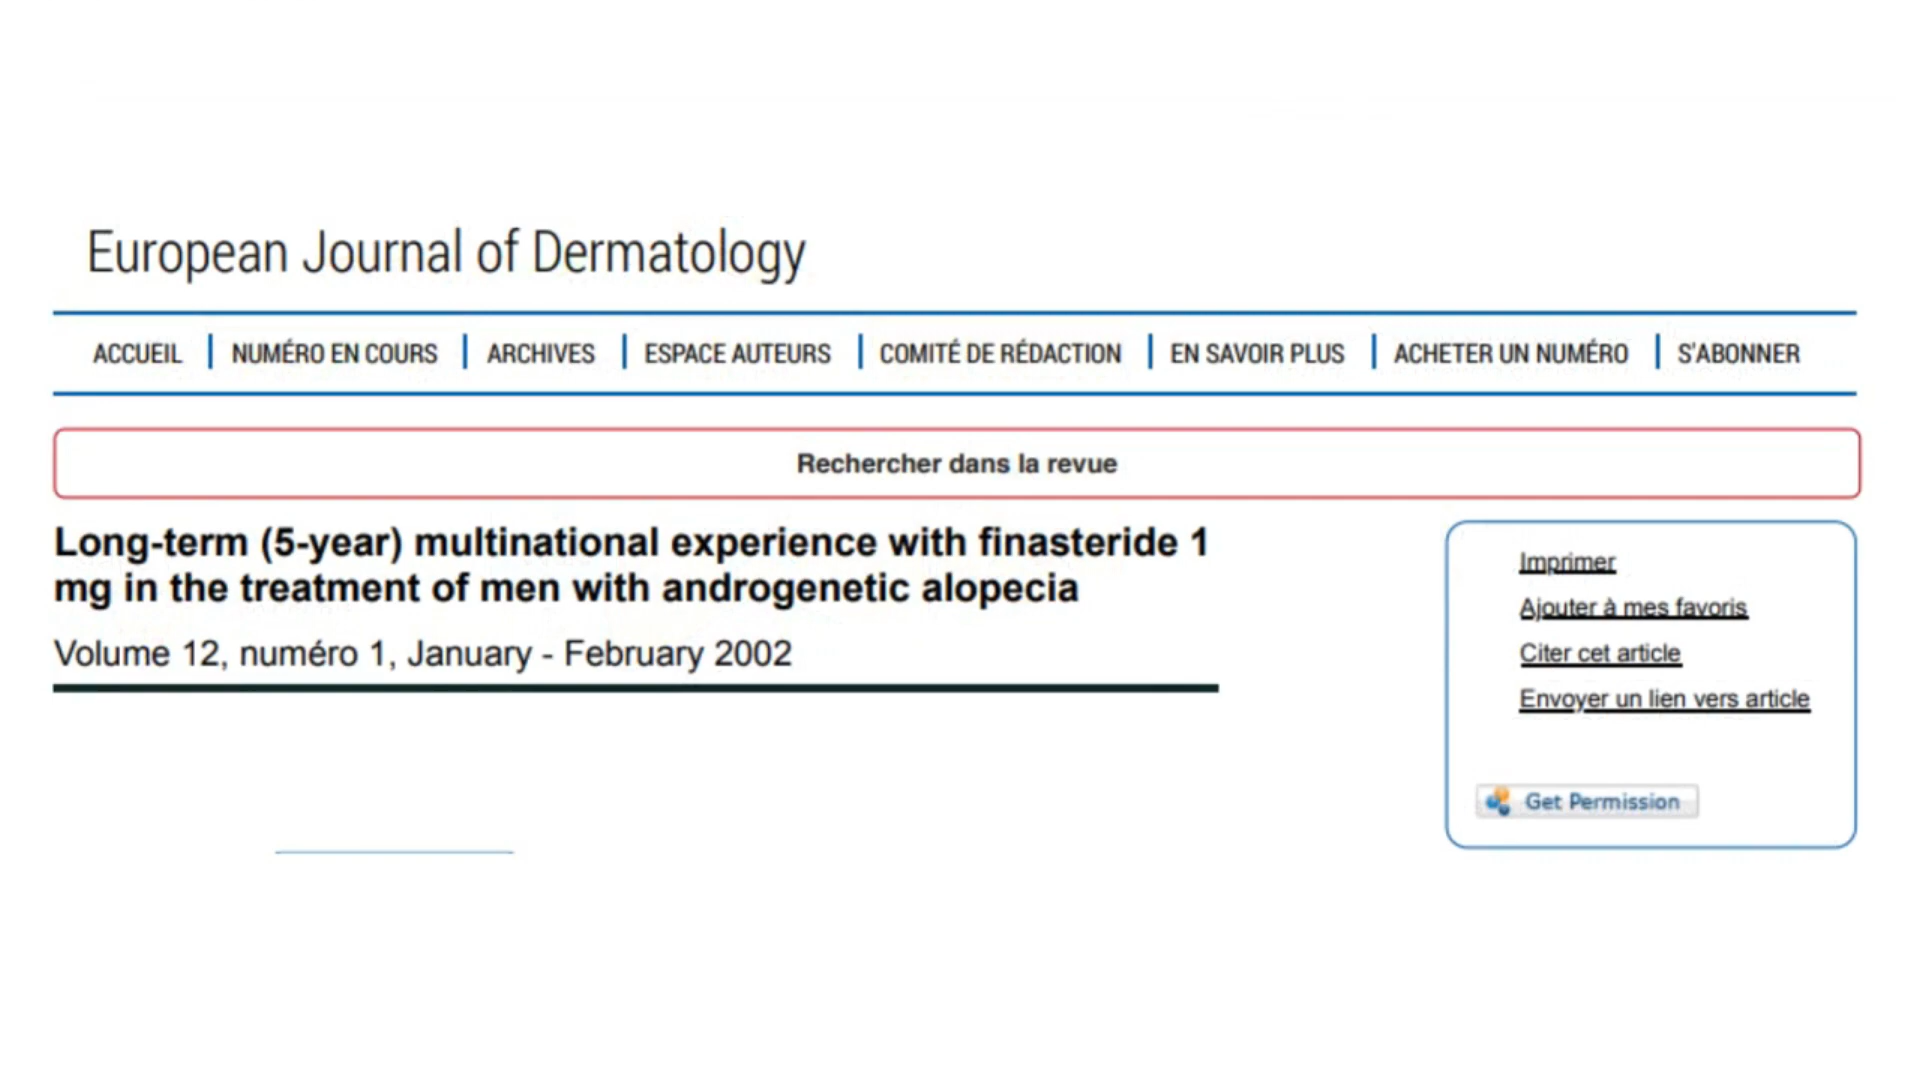 European Journal of Dermatology
ACCUEIL NUMÉRO EN COURS ARCHIVES ESPACE AUTEURS COMITÉ DE RÉDACTION EN SAVOIR PLUS ACHETER UN NUMÉRO S'ABONNER
Rechercher dans la revue
Long-term (5-year) multinational experience with finasteride 1
mg in the treatment of men with androgenetic alopecia
Volume 12, numéro 1, January - February 2002
Imprimer
Ajouter à mes favoris
Citer cet article
Envoyer un lien vers article
Get Permission